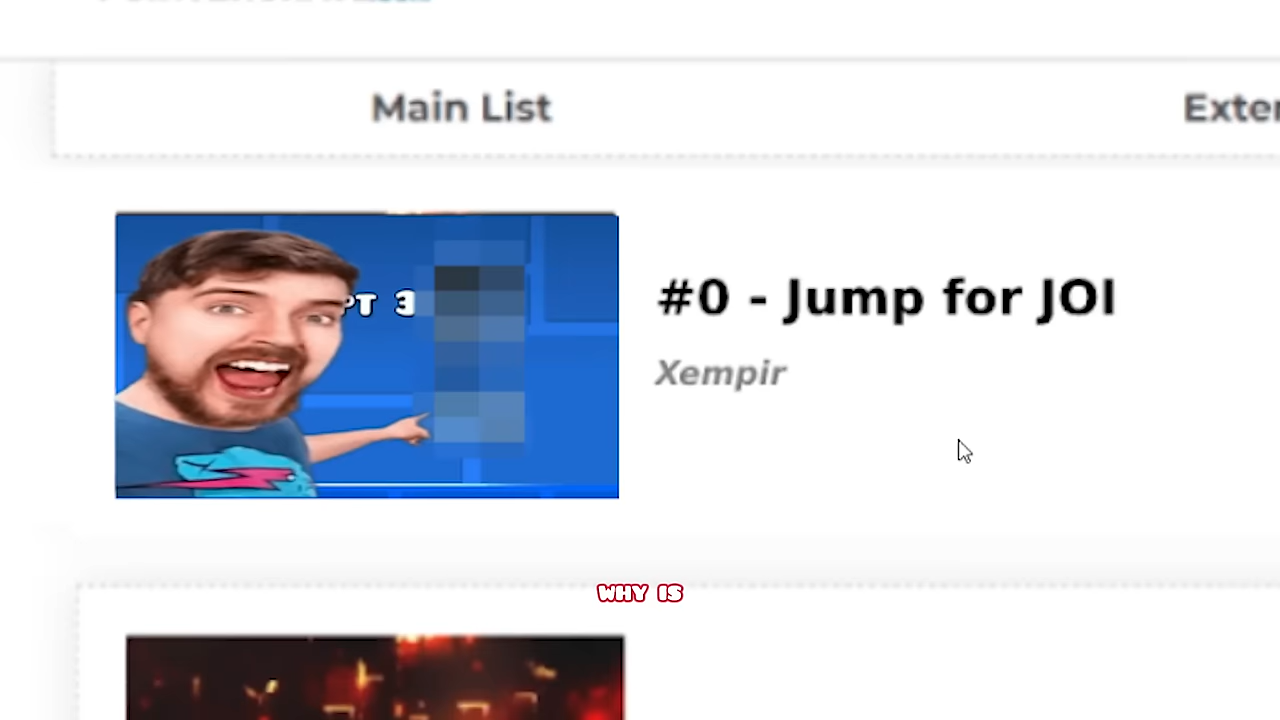 Main List
Exter
PT 3
#0 - Jump for JOI
Xempir
WHY IS